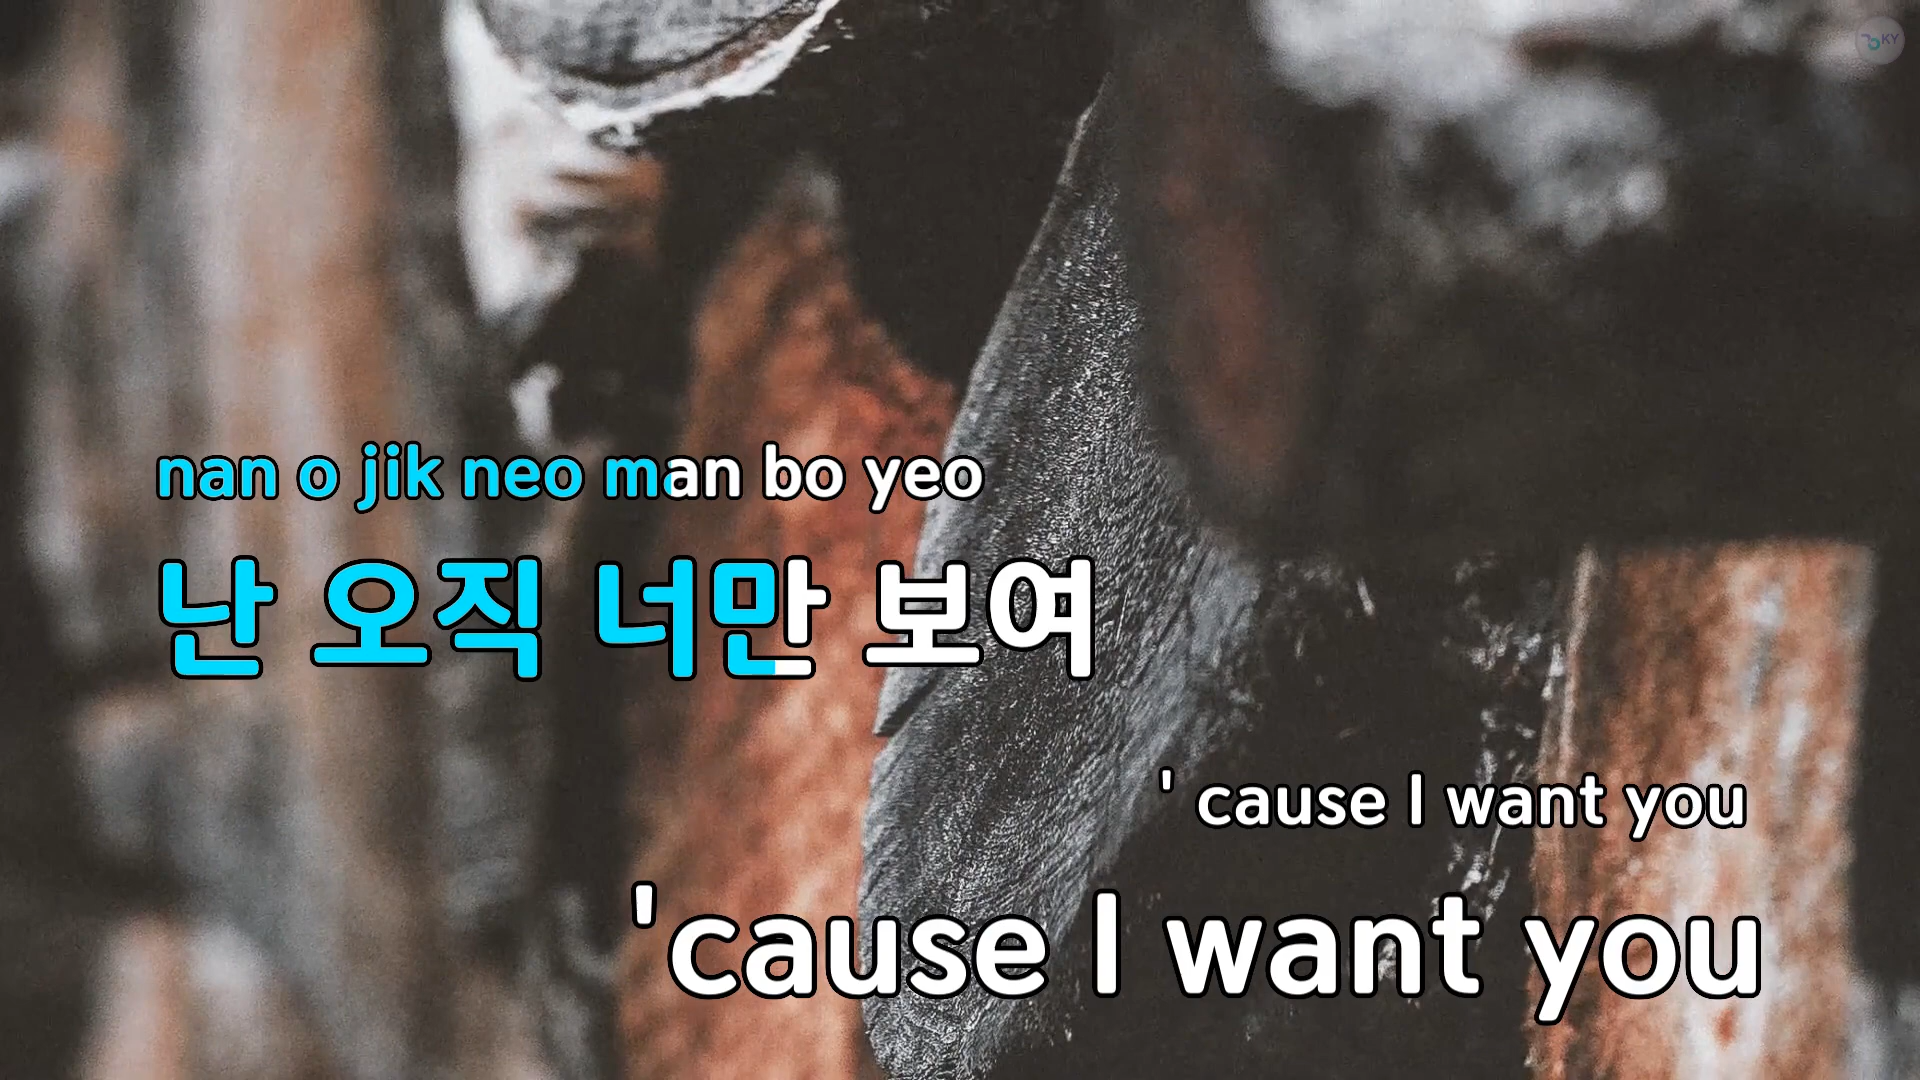 KY
nan o jik neo man bo yeo
난 오직 너만 보여
' cause I want you
'cause I want you